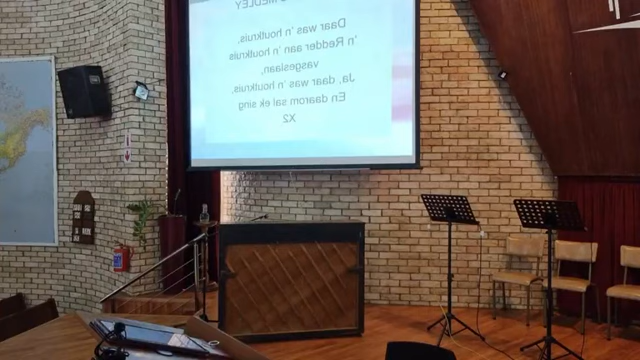 MEDLEY
Daar was 'n houtkruis,
'n Redder aan 'n houtkruis
vasgeslaan,
Ja, daar was 'n houtkruis,
En daarom sal ek sing
X2